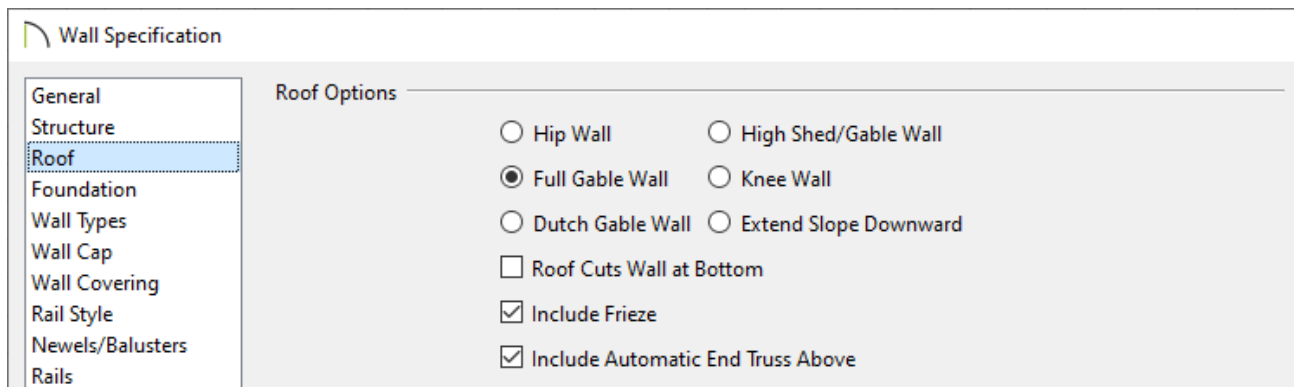 Wall Specification
General
Structure
Roof
Foundation
Wall Types
Wall Cap
Wall Covering
Rail Style
Newels/Balusters
Rails
Roof Options
Hip Wall
High Shed/Gable Wall
Full Gable Wall
Knee Wall
Dutch Gable Wall
Extend Slope Downward
Roof Cuts Wall at Bottom
Include Frieze
Include Automatic End Truss Above